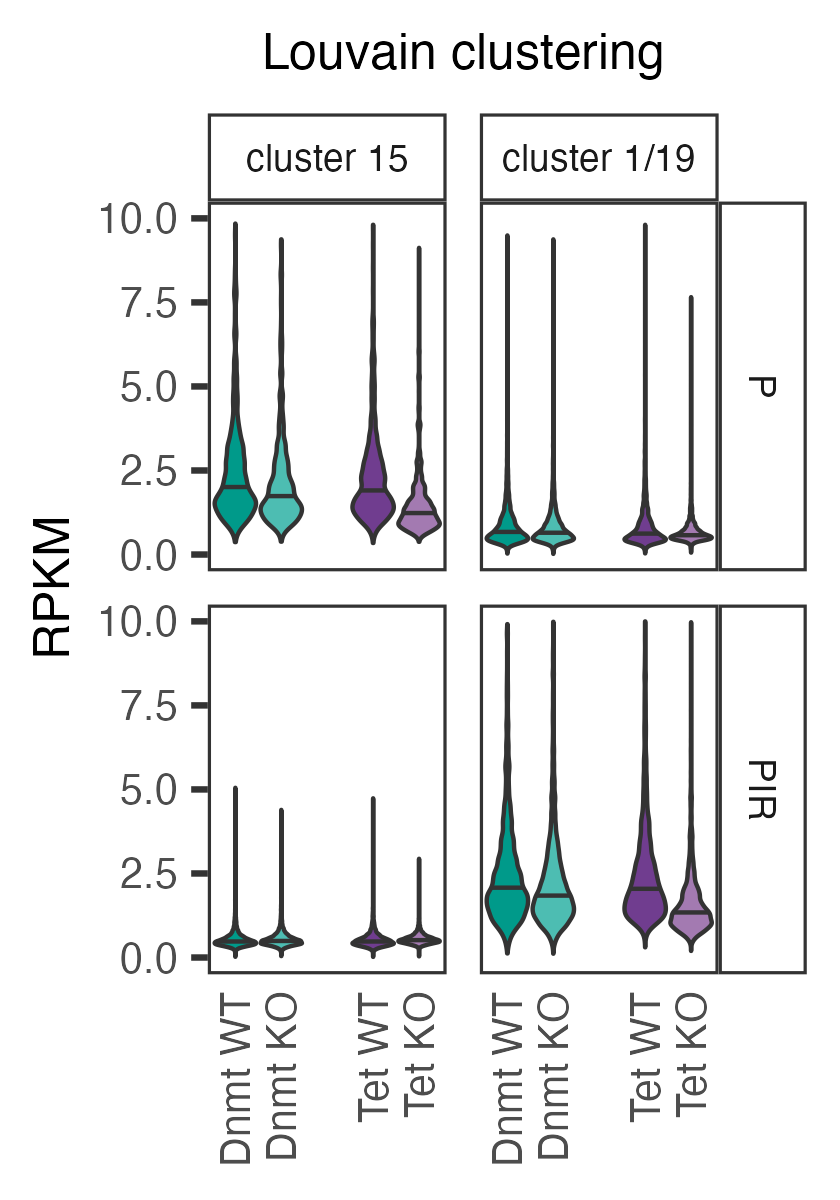 Louvain clustering
cluster 15
cluster 1/19
10.0
7.5
5.0
2.5
0.0
P
RPKM
10.0
7.5
5.0
2.5
0.0
PIR
Dnmt WT
Dnmt KO
Tet WT
Tet KO
Dnmt WT
Dnmt KO
Tet WT
Tet KO